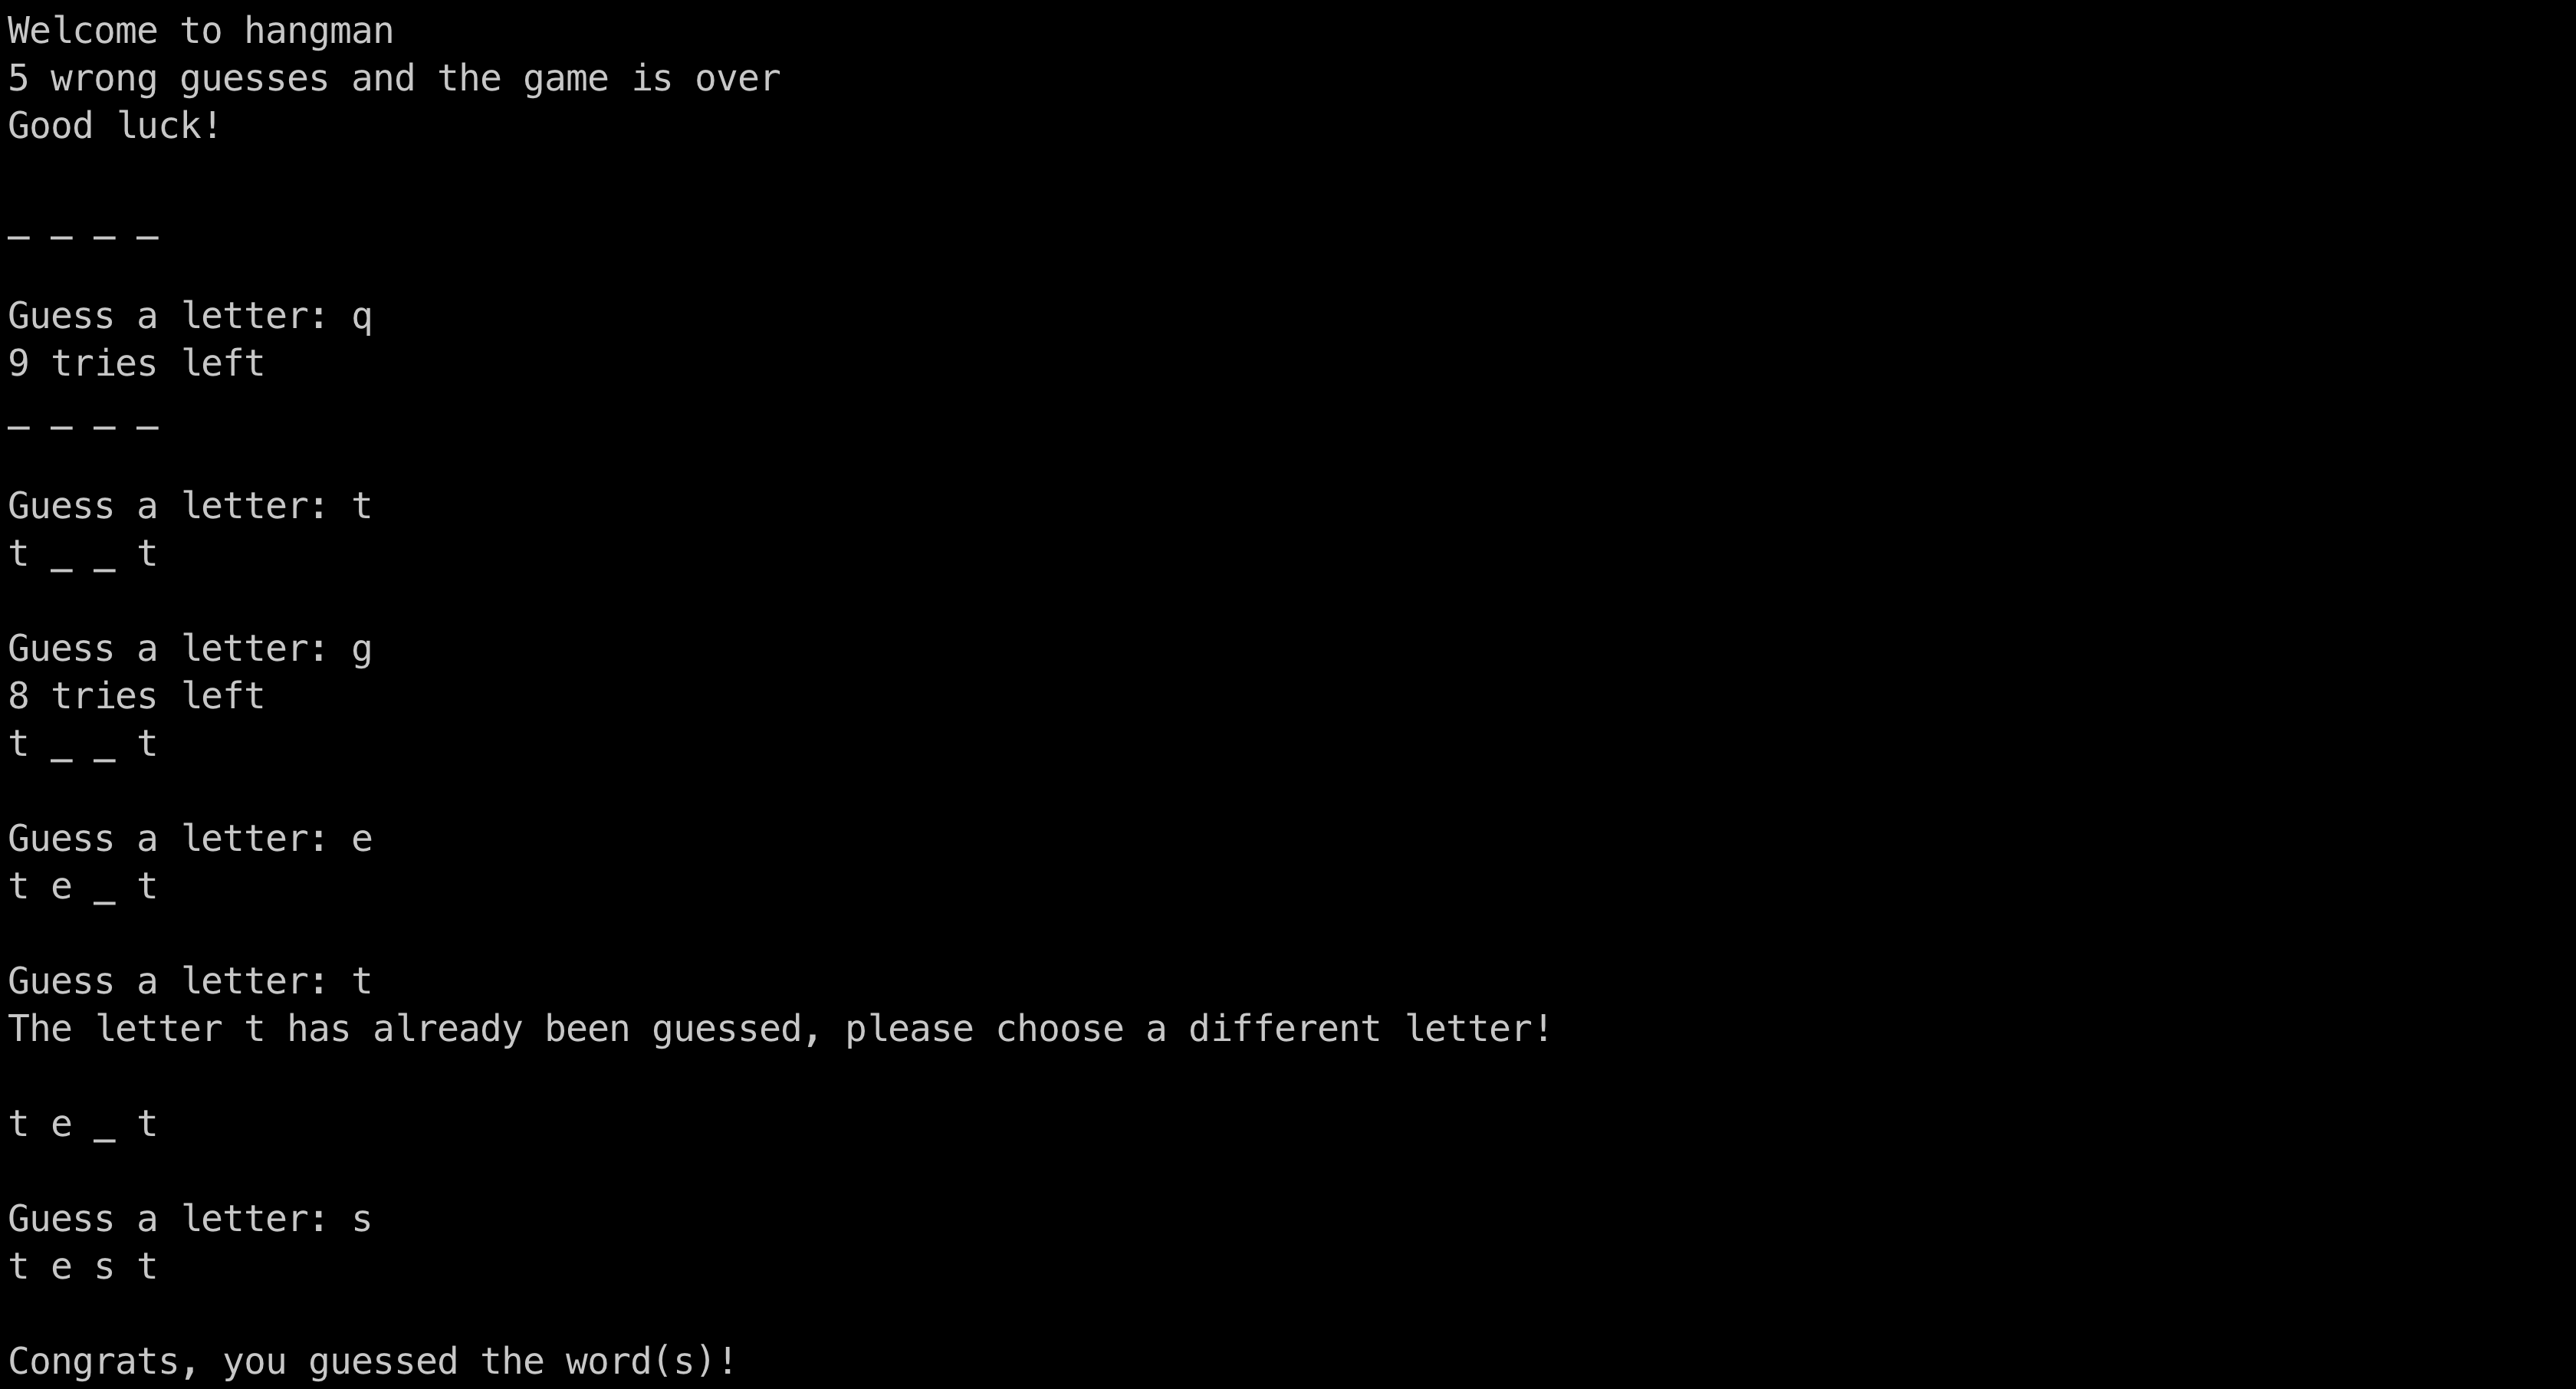 Welcome to hangman
5 wrong guesses and the game is over
Good luck!
_ _ _ _
Guess a letter: q
9 tries left
_ _ _ _
Guess a letter: t
t _ _ t
Guess a letter: g
8 tries left
t _ _ t
Guess a letter: e
t e _ t
Guess a letter: t
The letter t has already been guessed, please choose a different letter!
t e _ t
Guess a letter: s
t e s t
Congrats, you guessed the word(s)!